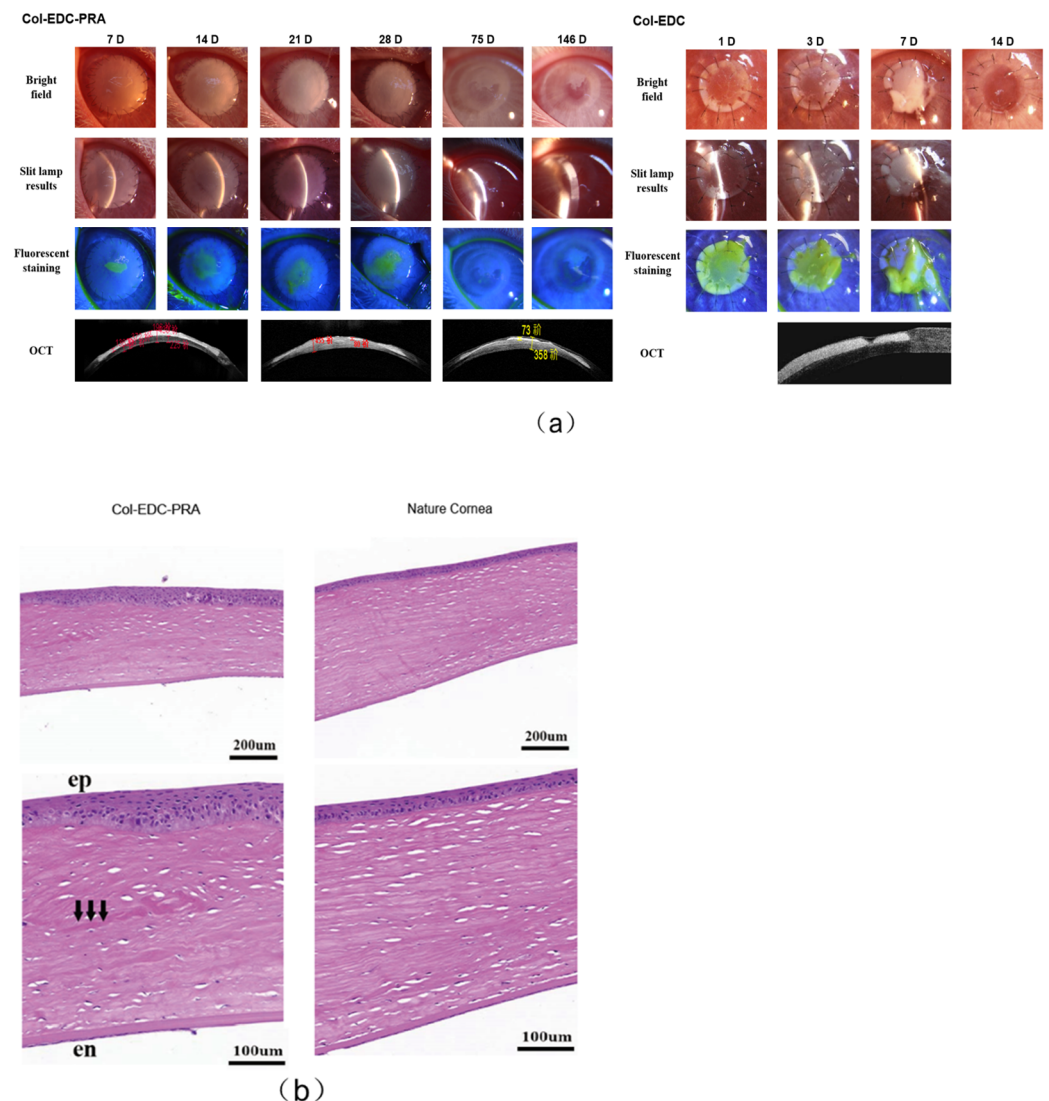 Col-EDC-PRA
7 D 14 D 21 D 28 D 75 D 146 D
Bright
field
Slit lamp
results
Fluorescent
staining
OCT
73
358
Col-EDC
1 D 3 D 7 D 14 D
Bright
field
Slit lamp
results
Fluorescent
staining
OCT
（a）
Col-EDC-PRA
Nature Cornea
200um
200um
ep
en
100um
100um
（b）